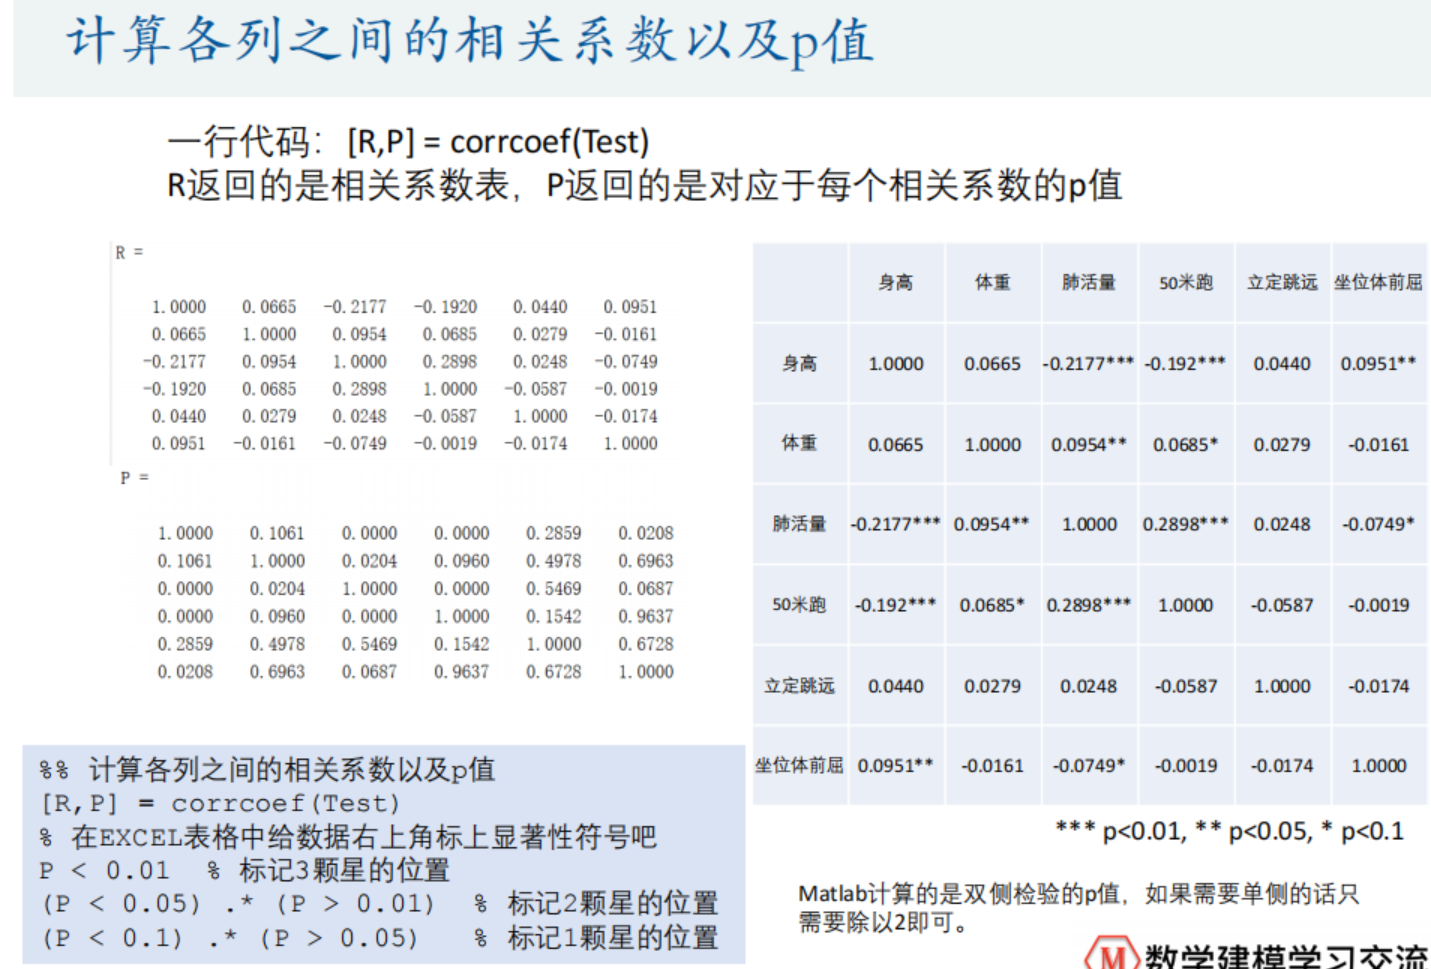 计算各列之间的相关系数以及p值
一行代码：[R,P] = corrcoef(Test)
R返回的是相关系数表，P返回的是对应于每个相关系数的p值
R =
1.0000 0.0665 -0.2177 -0.1920 0.0440 0.0951
0.0665 1.0000 0.0954 0.0685 0.0279 -0.0161
-0.2177 0.0954 1.0000 0.2898 0.0248 -0.0749
-0.1920 0.0685 0.2898 1.0000 -0.0587 -0.0019
0.0440 0.0279 0.0248 -0.0587 1.0000 -0.0174
0.0951 -0.0161 -0.0749 -0.0019 -0.0174 1.0000
P =
1.0000 0.1061 0.0000 0.0000 0.2859 0.0208
0.1061 1.0000 0.0204 0.0960 0.4978 0.6963
0.0000 0.0204 1.0000 0.0000 0.5469 0.0687
0.0000 0.0960 0.0000 1.0000 0.1542 0.9637
0.2859 0.4978 0.5469 0.1542 1.0000 0.6728
0.0208 0.6963 0.0687 0.9637 0.6728 1.0000
%% 计算各列之间的相关系数以及p值
[R,P] = corrcoef(Test)
% 在EXCEL表格中给数据右上角标上显著性符号吧
P < 0.01 % 标记3颗星的位置
(P < 0.05) .* (P > 0.01) % 标记2颗星的位置
(P < 0.1) .* (P > 0.05) % 标记1颗星的位置
身高 体重 肺活量 50米跑 立定跳远 坐位体前屈
身高 1.0000 0.0665 -0.2177*** -0.192*** 0.0440 0.0951**
体重 0.0665 1.0000 0.0954** 0.0685* 0.0279 -0.0161
肺活量 -0.2177*** 0.0954** 1.0000 0.2898*** 0.0248 -0.0749*
50米跑 -0.192*** 0.0685* 0.2898*** 1.0000 -0.0587 -0.0019
立定跳远 0.0440 0.0279 0.0248 -0.0587 1.0000 -0.0174
坐位体前屈 0.0951** -0.0161 -0.0749* -0.0019 -0.0174 1.0000
*** p<0.01, ** p<0.05, * p<0.1
Matlab计算的是双侧检验的p值，如果需要单侧的话只
需要除以2即可。
M 数学建模学习交流